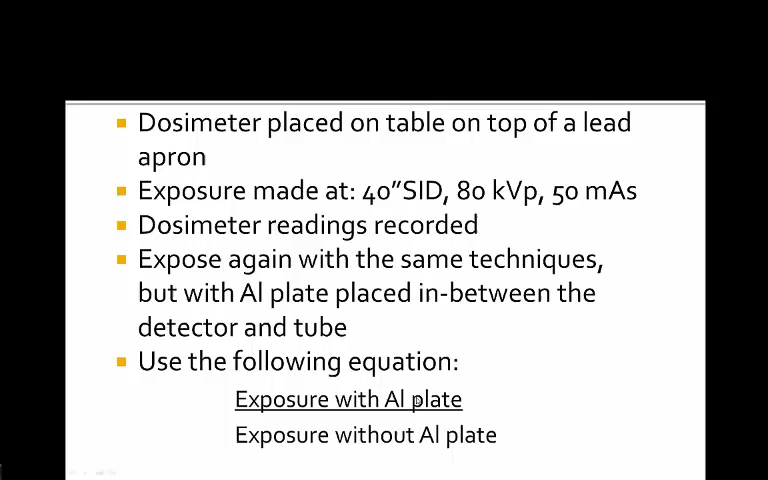 Dosimeter placed on table on top of a lead
apron
Exposure made at: 40”SID, 80 kVp, 50 mAs
Dosimeter readings recorded
Expose again with the same techniques,
but with Al plate placed in-between the
detector and tube
Use the following equation:
Exposure with Al plate
Exposure without Al plate